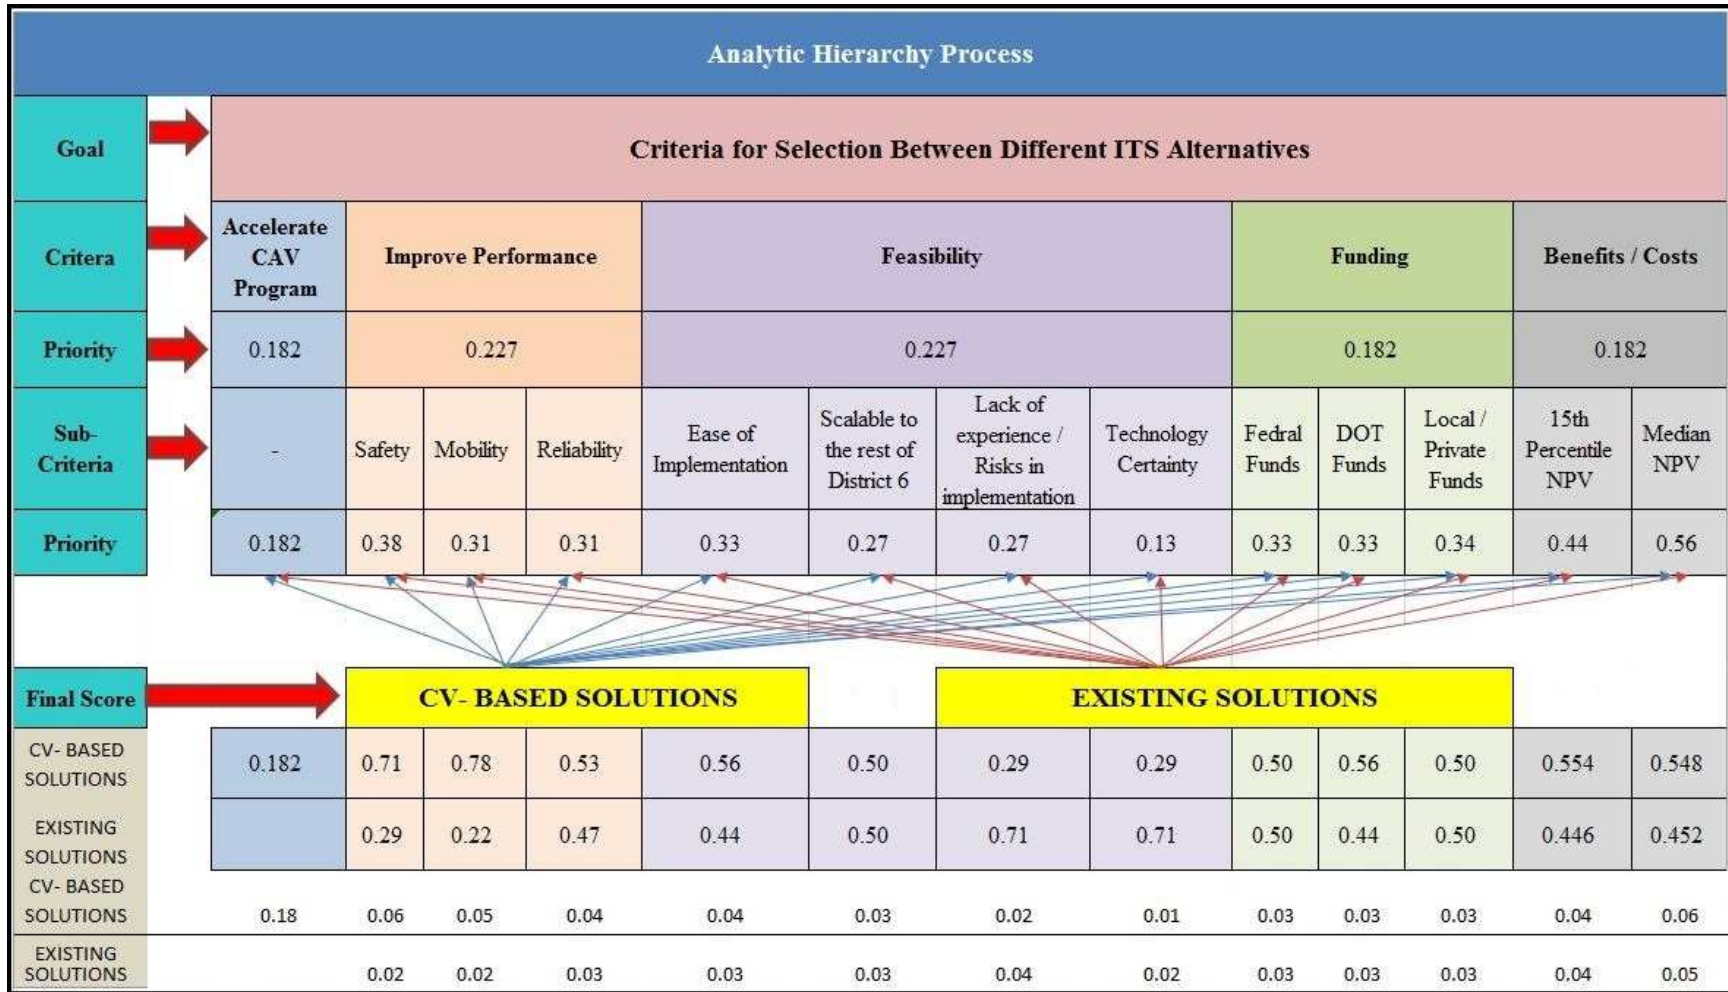 Analytic Hierarchy Process
Goal
Criteria for Selection Between Different ITS Alternatives
Critera
Accelerate
CAV
Program
Improve Performance
Feasibility
Funding
Benefits / Costs
Priority
0.182
0.227
0.227
0.182
0.182
Sub-
Criteria
-
Safety
Mobility
Reliability
Ease of
Implementation
Scalable to
the rest of
District 6
Lack of
experience /
Risks in
implementation
Technology
Certainty
Fedral
Funds
DOT
Funds
Local /
Private
Funds
15th
Percentile
NPV
Median
NPV
Priority
0.182
0.38
0.31
0.31
0.33
0.27
0.27
0.13
0.33
0.33
0.34
0.44
0.56
Final Score
CV- BASED SOLUTIONS
EXISTING SOLUTIONS
CV- BASED
SOLUTIONS
0.182
0.71
0.78
0.53
0.56
0.50
0.29
0.29
0.50
0.56
0.50
0.554
0.548
EXISTING
SOLUTIONS
0.29
0.22
0.47
0.44
0.50
0.71
0.71
0.50
0.44
0.50
0.446
0.452
CV- BASED
SOLUTIONS
0.18
0.06
0.05
0.04
0.04
0.03
0.02
0.01
0.03
0.03
0.03
0.04
0.06
EXISTING
SOLUTIONS
0.02
0.02
0.03
0.03
0.03
0.04
0.02
0.03
0.03
0.03
0.04
0.05